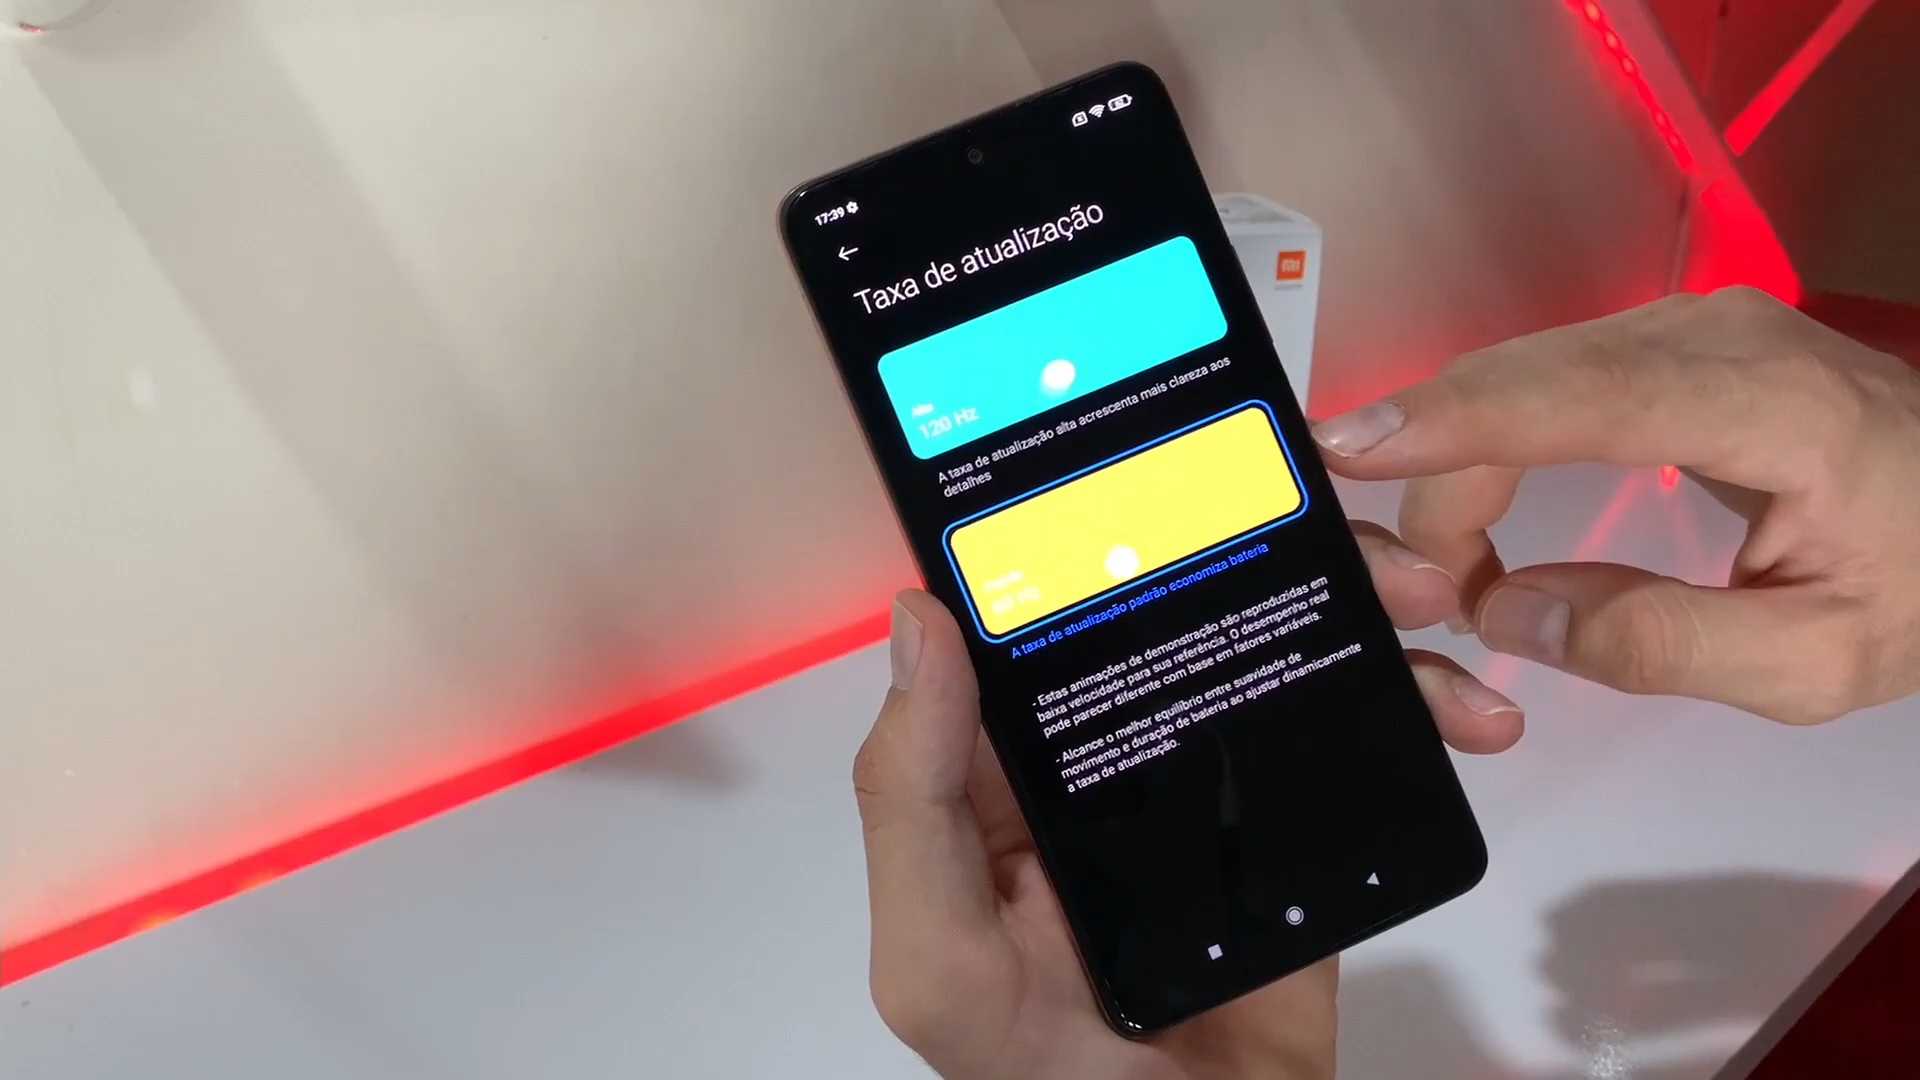 17:39
Taxa de atualização
Alta
120 Hz
A taxa de atualização alta acrescenta mais clareza aos
detalhes
60 Hz
A taxa de atualização padrão economiza bateria
- Estas animações de demonstração são reproduzidas em
baixa velocidade para sua referência. O desempenho real
pode parecer diferente com base em fatores variáveis.
- Alcance o melhor equilíbrio entre suavidade de
movimento e duração de bateria ao ajustar dinamicamente
a taxa de atualização.